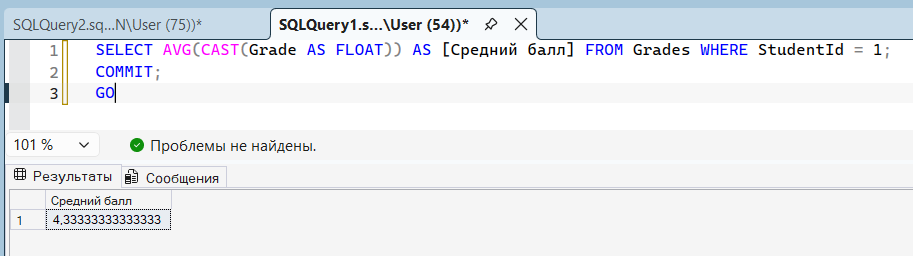 SQLQuery2.sq...N\User (75))*
SQLQuery1.s...\User (54))*
1 SELECT AVG(CAST(Grade AS FLOAT)) AS [Средний балл] FROM Grades WHERE StudentId = 1;
2 COMMIT;
3 GO
101 %
Проблемы не найдены.
Результаты
Сообщения
Средний балл
1 4,33333333333333